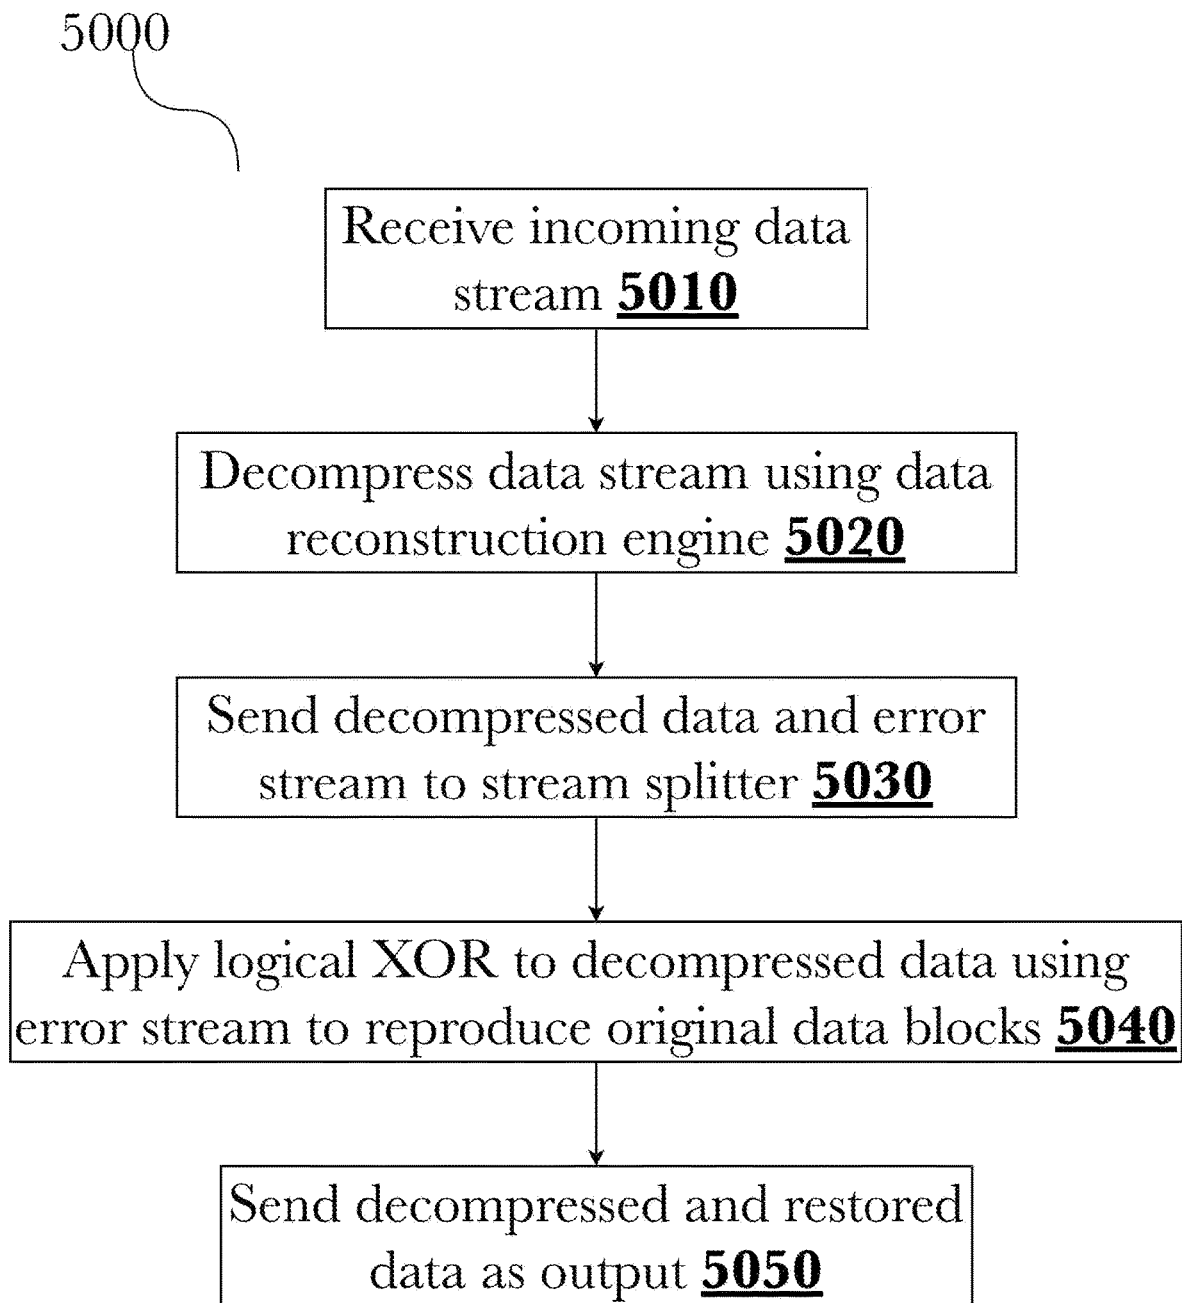 5000
Receive incoming data
stream 5010
Decompress data stream using data
reconstruction engine 5020
Send decompressed data and error
stream to stream splitter 5030
Apply logical XOR to decompressed data using
error stream to reproduce original data blocks 5040
Send decompressed and restored
data as output 5050